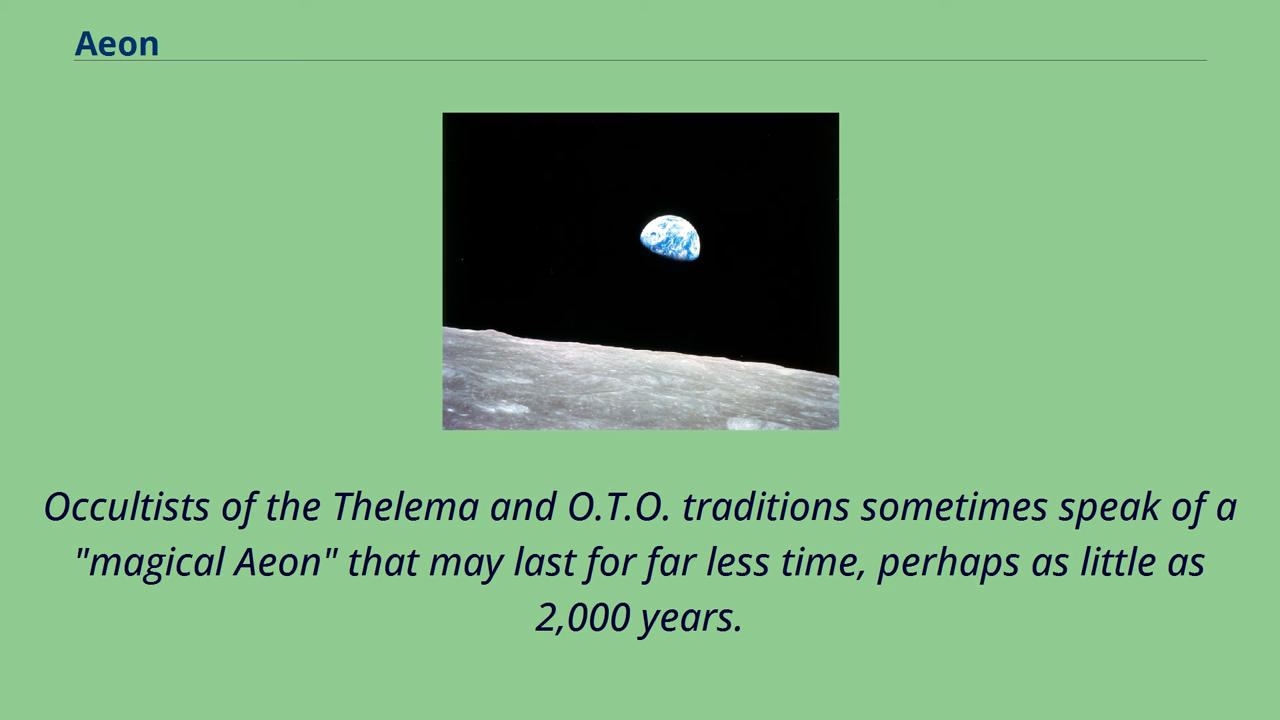 Aeon
Occultists of the Thelema and O.T.O. traditions sometimes speak of a
"magical Aeon" that may last for far less time, perhaps as little as
2,000 years.